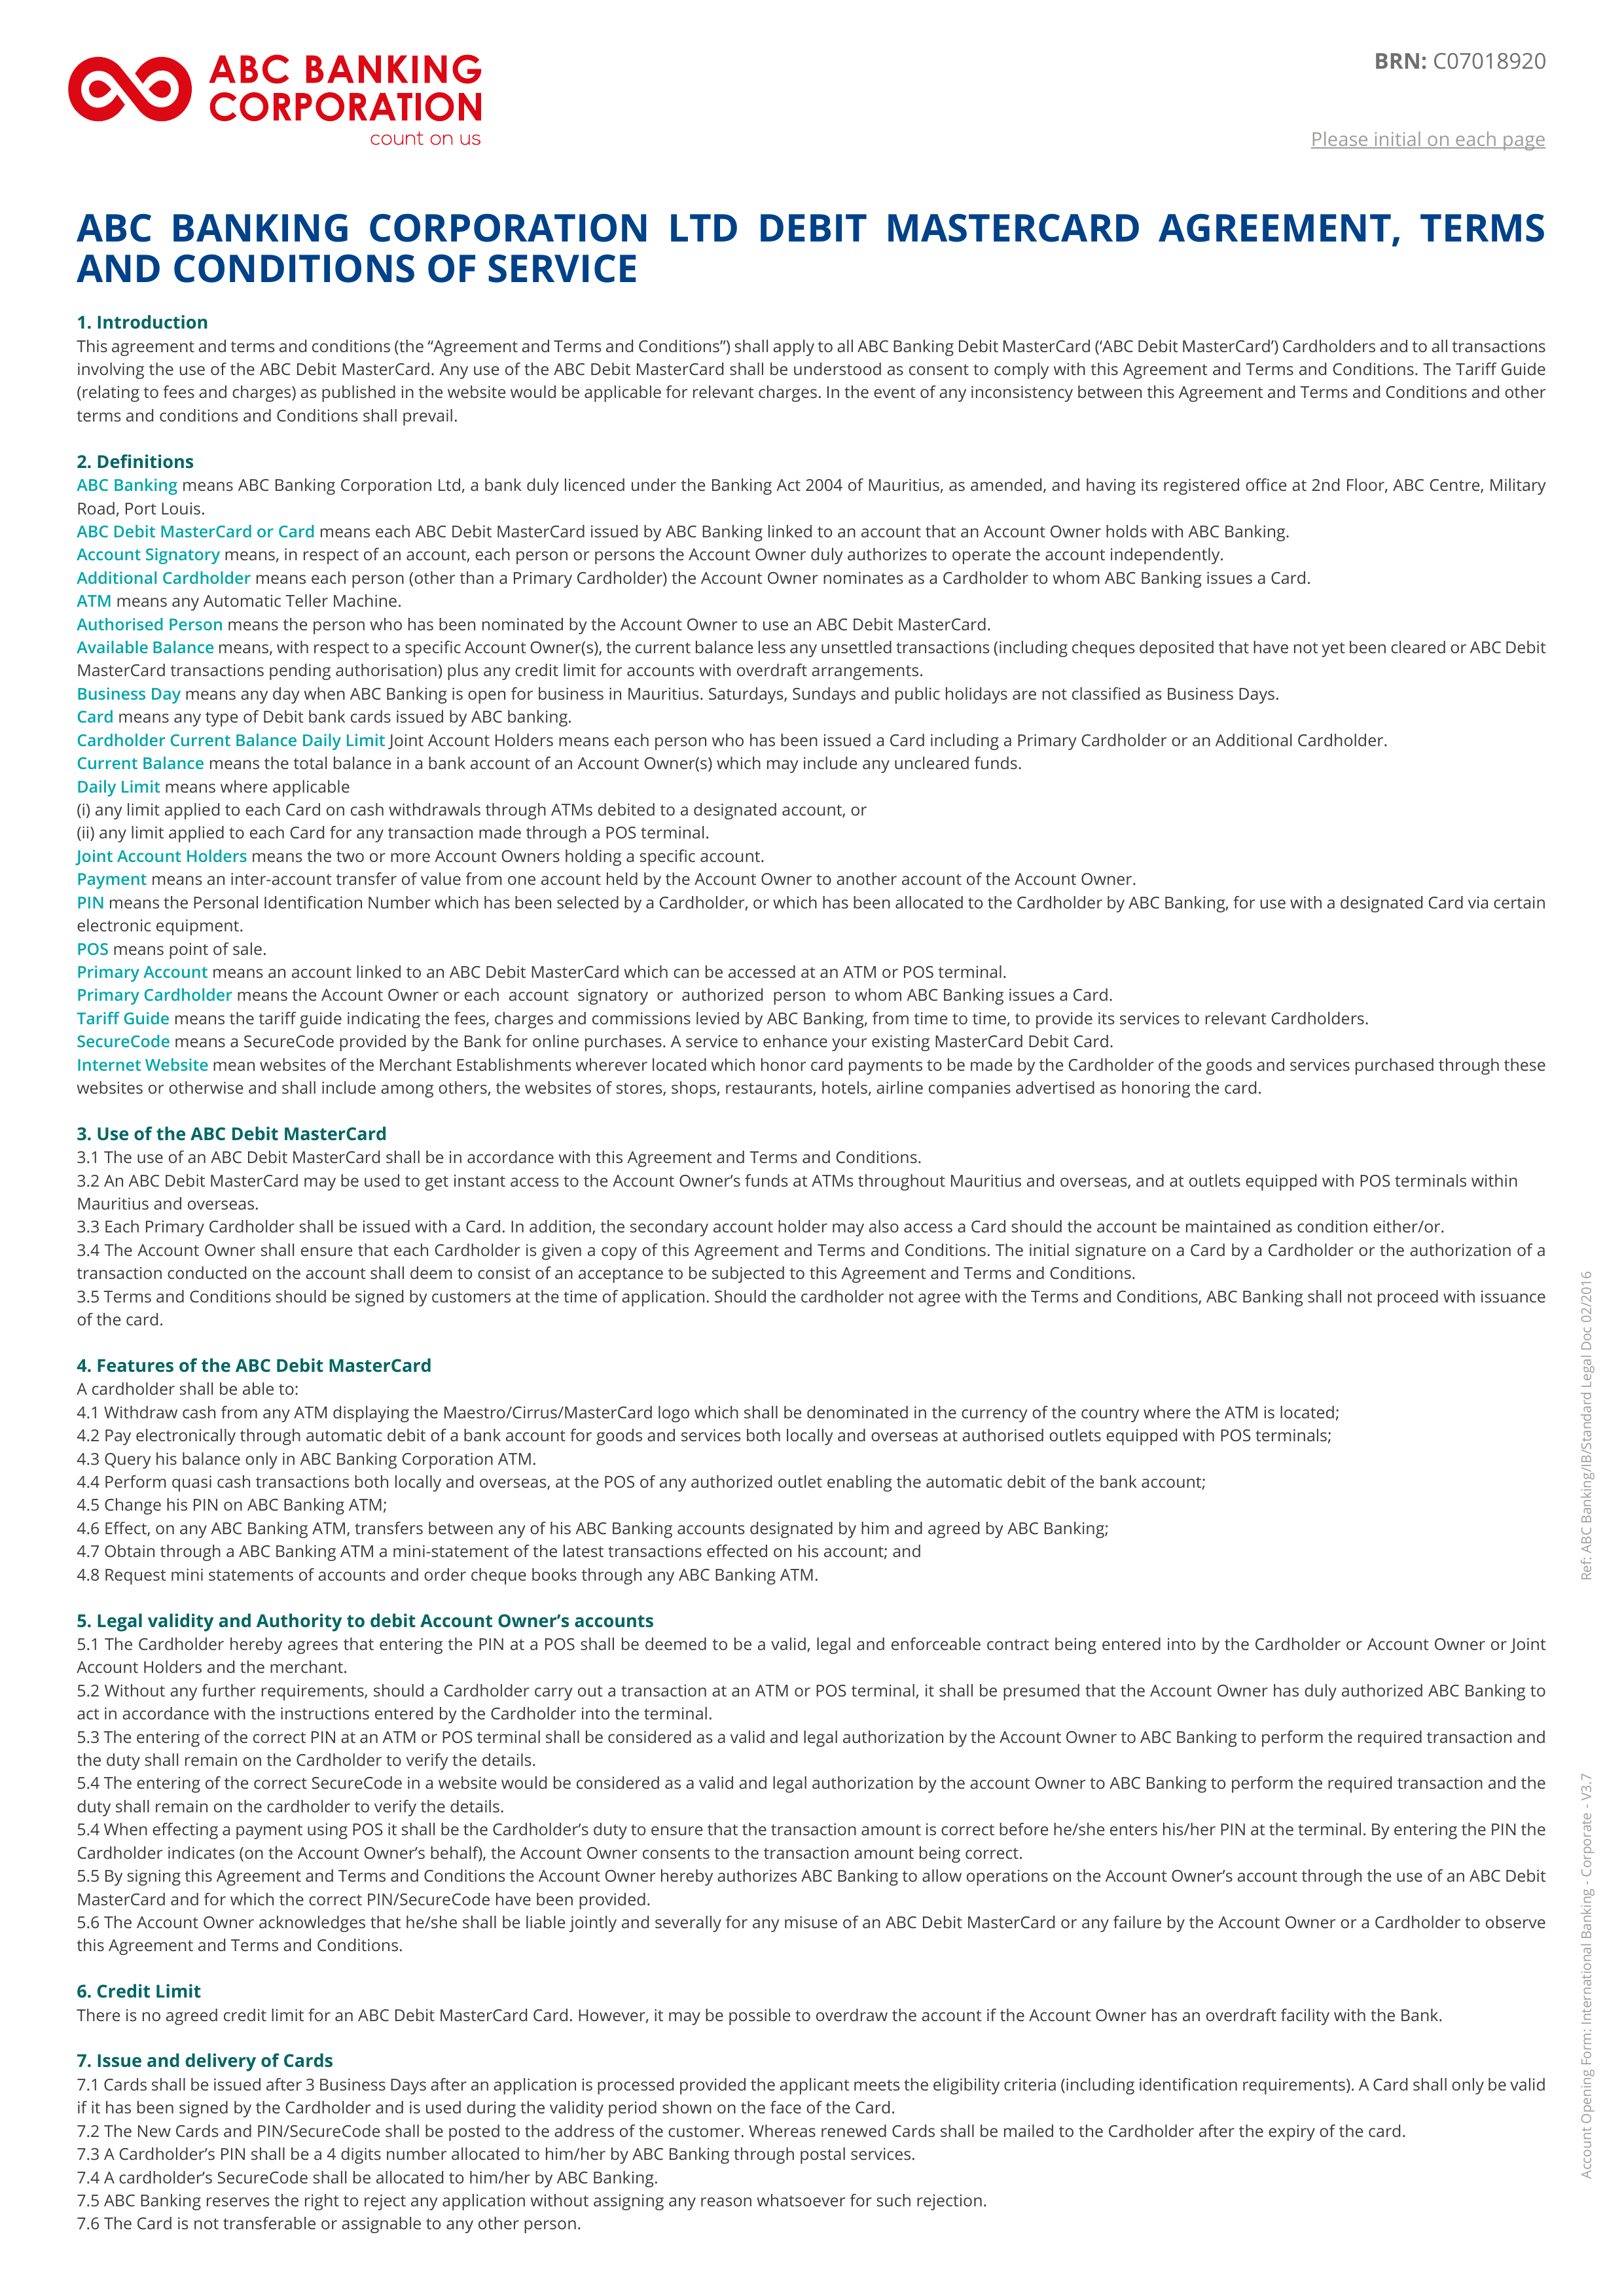 ABC BANKING
CORPORATION
count on us
BRN: C07018920
Please initial on each page
ABC BANKING CORPORATION LTD DEBIT MASTERCARD AGREEMENT, TERMS
AND CONDITIONS OF SERVICE
1. Introduction
This agreement and terms and conditions (the “Agreement and Terms and Conditions”) shall apply to all ABC Banking Debit MasterCard (‘ABC Debit MasterCard’) Cardholders and to all transactions
involving the use of the ABC Debit MasterCard. Any use of the ABC Debit MasterCard shall be understood as consent to comply with this Agreement and Terms and Conditions. The Tariff Guide
(relating to fees and charges) as published in the website would be applicable for relevant charges. In the event of any inconsistency between this Agreement and Terms and Conditions and other
terms and conditions and Conditions shall prevail.
2. Definitions
ABC Banking means ABC Banking Corporation Ltd, a bank duly licenced under the Banking Act 2004 of Mauritius, as amended, and having its registered office at 2nd Floor, ABC Centre, Military
Road, Port Louis.
ABC Debit MasterCard or Card means each ABC Debit MasterCard issued by ABC Banking linked to an account that an Account Owner holds with ABC Banking.
Account Signatory means, in respect of an account, each person or persons the Account Owner duly authorizes to operate the account independently.
Additional Cardholder means each person (other than a Primary Cardholder) the Account Owner nominates as a Cardholder to whom ABC Banking issues a Card.
ATM means any Automatic Teller Machine.
Authorised Person means the person who has been nominated by the Account Owner to use an ABC Debit MasterCard.
Available Balance means, with respect to a specific Account Owner(s), the current balance less any unsettled transactions (including cheques deposited that have not yet been cleared or ABC Debit
MasterCard transactions pending authorisation) plus any credit limit for accounts with overdraft arrangements.
Business Day means any day when ABC Banking is open for business in Mauritius. Saturdays, Sundays and public holidays are not classified as Business Days.
Card means any type of Debit bank cards issued by ABC banking.
Cardholder Current Balance Daily Limit Joint Account Holders means each person who has been issued a Card including a Primary Cardholder or an Additional Cardholder.
Current Balance means the total balance in a bank account of an Account Owner(s) which may include any uncleared funds.
Daily Limit means where applicable
(i) any limit applied to each Card on cash withdrawals through ATMs debited to a designated account, or
(ii) any limit applied to each Card for any transaction made through a POS terminal.
Joint Account Holders means the two or more Account Owners holding a specific account.
Payment means an inter-account transfer of value from one account held by the Account Owner to another account of the Account Owner.
PIN means the Personal Identification Number which has been selected by a Cardholder, or which has been allocated to the Cardholder by ABC Banking, for use with a designated Card via certain
electronic equipment.
POS means point of sale.
Primary Account means an account linked to an ABC Debit MasterCard which can be accessed at an ATM or POS terminal.
Primary Cardholder means the Account Owner or each account signatory or authorized person to whom ABC Banking issues a Card.
Tariff Guide means the tariff guide indicating the fees, charges and commissions levied by ABC Banking, from time to time, to provide its services to relevant Cardholders.
SecureCode means a SecureCode provided by the Bank for online purchases. A service to enhance your existing MasterCard Debit Card.
Internet Website mean websites of the Merchant Establishments wherever located which honor card payments to be made by the Cardholder of the goods and services purchased through these
websites or otherwise and shall include among others, the websites of stores, shops, restaurants, hotels, airline companies advertised as honoring the card.
3. Use of the ABC Debit MasterCard
3.1 The use of an ABC Debit MasterCard shall be in accordance with this Agreement and Terms and Conditions.
3.2 An ABC Debit MasterCard may be used to get instant access to the Account Owner’s funds at ATMs throughout Mauritius and overseas, and at outlets equipped with POS terminals within
Mauritius and overseas.
3.3 Each Primary Cardholder shall be issued with a Card. In addition, the secondary account holder may also access a Card should the account be maintained as condition either/or.
3.4 The Account Owner shall ensure that each Cardholder is given a copy of this Agreement and Terms and Conditions. The initial signature on a Card by a Cardholder or the authorization of a
transaction conducted on the account shall deem to consist of an acceptance to be subjected to this Agreement and Terms and Conditions.
3.5 Terms and Conditions should be signed by customers at the time of application. Should the cardholder not agree with the Terms and Conditions, ABC Banking shall not proceed with issuance
of the card.
4. Features of the ABC Debit MasterCard
A cardholder shall be able to:
4.1 Withdraw cash from any ATM displaying the Maestro/Cirrus/MasterCard logo which shall be denominated in the currency of the country where the ATM is located;
4.2 Pay electronically through automatic debit of a bank account for goods and services both locally and overseas at authorised outlets equipped with POS terminals;
4.3 Query his balance only in ABC Banking Corporation ATM.
4.4 Perform quasi cash transactions both locally and overseas, at the POS of any authorized outlet enabling the automatic debit of the bank account;
4.5 Change his PIN on ABC Banking ATM;
4.6 Effect, on any ABC Banking ATM, transfers between any of his ABC Banking accounts designated by him and agreed by ABC Banking;
4.7 Obtain through a ABC Banking ATM a mini-statement of the latest transactions effected on his account; and
4.8 Request mini statements of accounts and order cheque books through any ABC Banking ATM.
5. Legal validity and Authority to debit Account Owner’s accounts
5.1 The Cardholder hereby agrees that entering the PIN at a POS shall be deemed to be a valid, legal and enforceable contract being entered into by the Cardholder or Account Owner or Joint
Account Holders and the merchant.
5.2 Without any further requirements, should a Cardholder carry out a transaction at an ATM or POS terminal, it shall be presumed that the Account Owner has duly authorized ABC Banking to
act in accordance with the instructions entered by the Cardholder into the terminal.
5.3 The entering of the correct PIN at an ATM or POS terminal shall be considered as a valid and legal authorization by the Account Owner to ABC Banking to perform the required transaction and
the duty shall remain on the Cardholder to verify the details.
5.4 The entering of the correct SecureCode in a website would be considered as a valid and legal authorization by the account Owner to ABC Banking to perform the required transaction and the
duty shall remain on the cardholder to verify the details.
5.4 When effecting a payment using POS it shall be the Cardholder’s duty to ensure that the transaction amount is correct before he/she enters his/her PIN at the terminal. By entering the PIN the
Cardholder indicates (on the Account Owner’s behalf), the Account Owner consents to the transaction amount being correct.
5.5 By signing this Agreement and Terms and Conditions the Account Owner hereby authorizes ABC Banking to allow operations on the Account Owner’s account through the use of an ABC Debit
MasterCard and for which the correct PIN/SecureCode have been provided.
5.6 The Account Owner acknowledges that he/she shall be liable jointly and severally for any misuse of an ABC Debit MasterCard or any failure by the Account Owner or a Cardholder to observe
this Agreement and Terms and Conditions.
6. Credit Limit
There is no agreed credit limit for an ABC Debit MasterCard Card. However, it may be possible to overdraw the account if the Account Owner has an overdraft facility with the Bank.
7. Issue and delivery of Cards
7.1 Cards shall be issued after 3 Business Days after an application is processed provided the applicant meets the eligibility criteria (including identification requirements). A Card shall only be valid
if it has been signed by the Cardholder and is used during the validity period shown on the face of the Card.
7.2 The New Cards and PIN/SecureCode shall be posted to the address of the customer. Whereas renewed Cards shall be mailed to the Cardholder after the expiry of the card.
7.3 A Cardholder’s PIN shall be a 4 digits number allocated to him/her by ABC Banking through postal services.
7.4 A cardholder’s SecureCode shall be allocated to him/her by ABC Banking.
7.5 ABC Banking reserves the right to reject any application without assigning any reason whatsoever for such rejection.
7.6 The Card is not transferable or assignable to any other person.
Ref: ABC Banking/IB/Standard Legal Doc 02/2016
Account Opening Form: International Banking - Corporate - V3.7